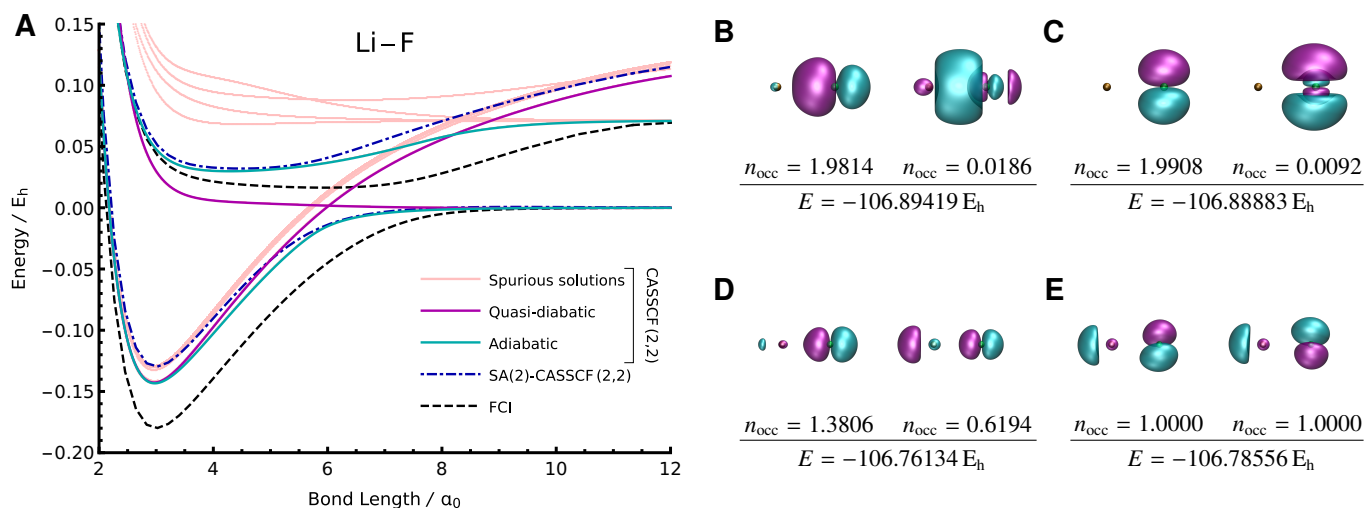 A
Li–F
0.15
0.10
0.05
0.00
−0.05
−0.10
−0.15
−0.20
Energy / Eh
2
4
6
8
10
12
Bond Length / α0
Spurious solutions
Quasi-diabatic
Adiabatic
CASSCF(2,2)
SA(2)-CASSCF(2,2)
FCI
B
nocc = 1.9814 nocc = 0.0186
E = −106.89419 Eh
C
nocc = 1.9908 nocc = 0.0092
E = −106.88883 Eh
D
nocc = 1.3806 nocc = 0.6194
E = −106.76134 Eh
E
nocc = 1.0000 nocc = 1.0000
E = −106.78556 Eh